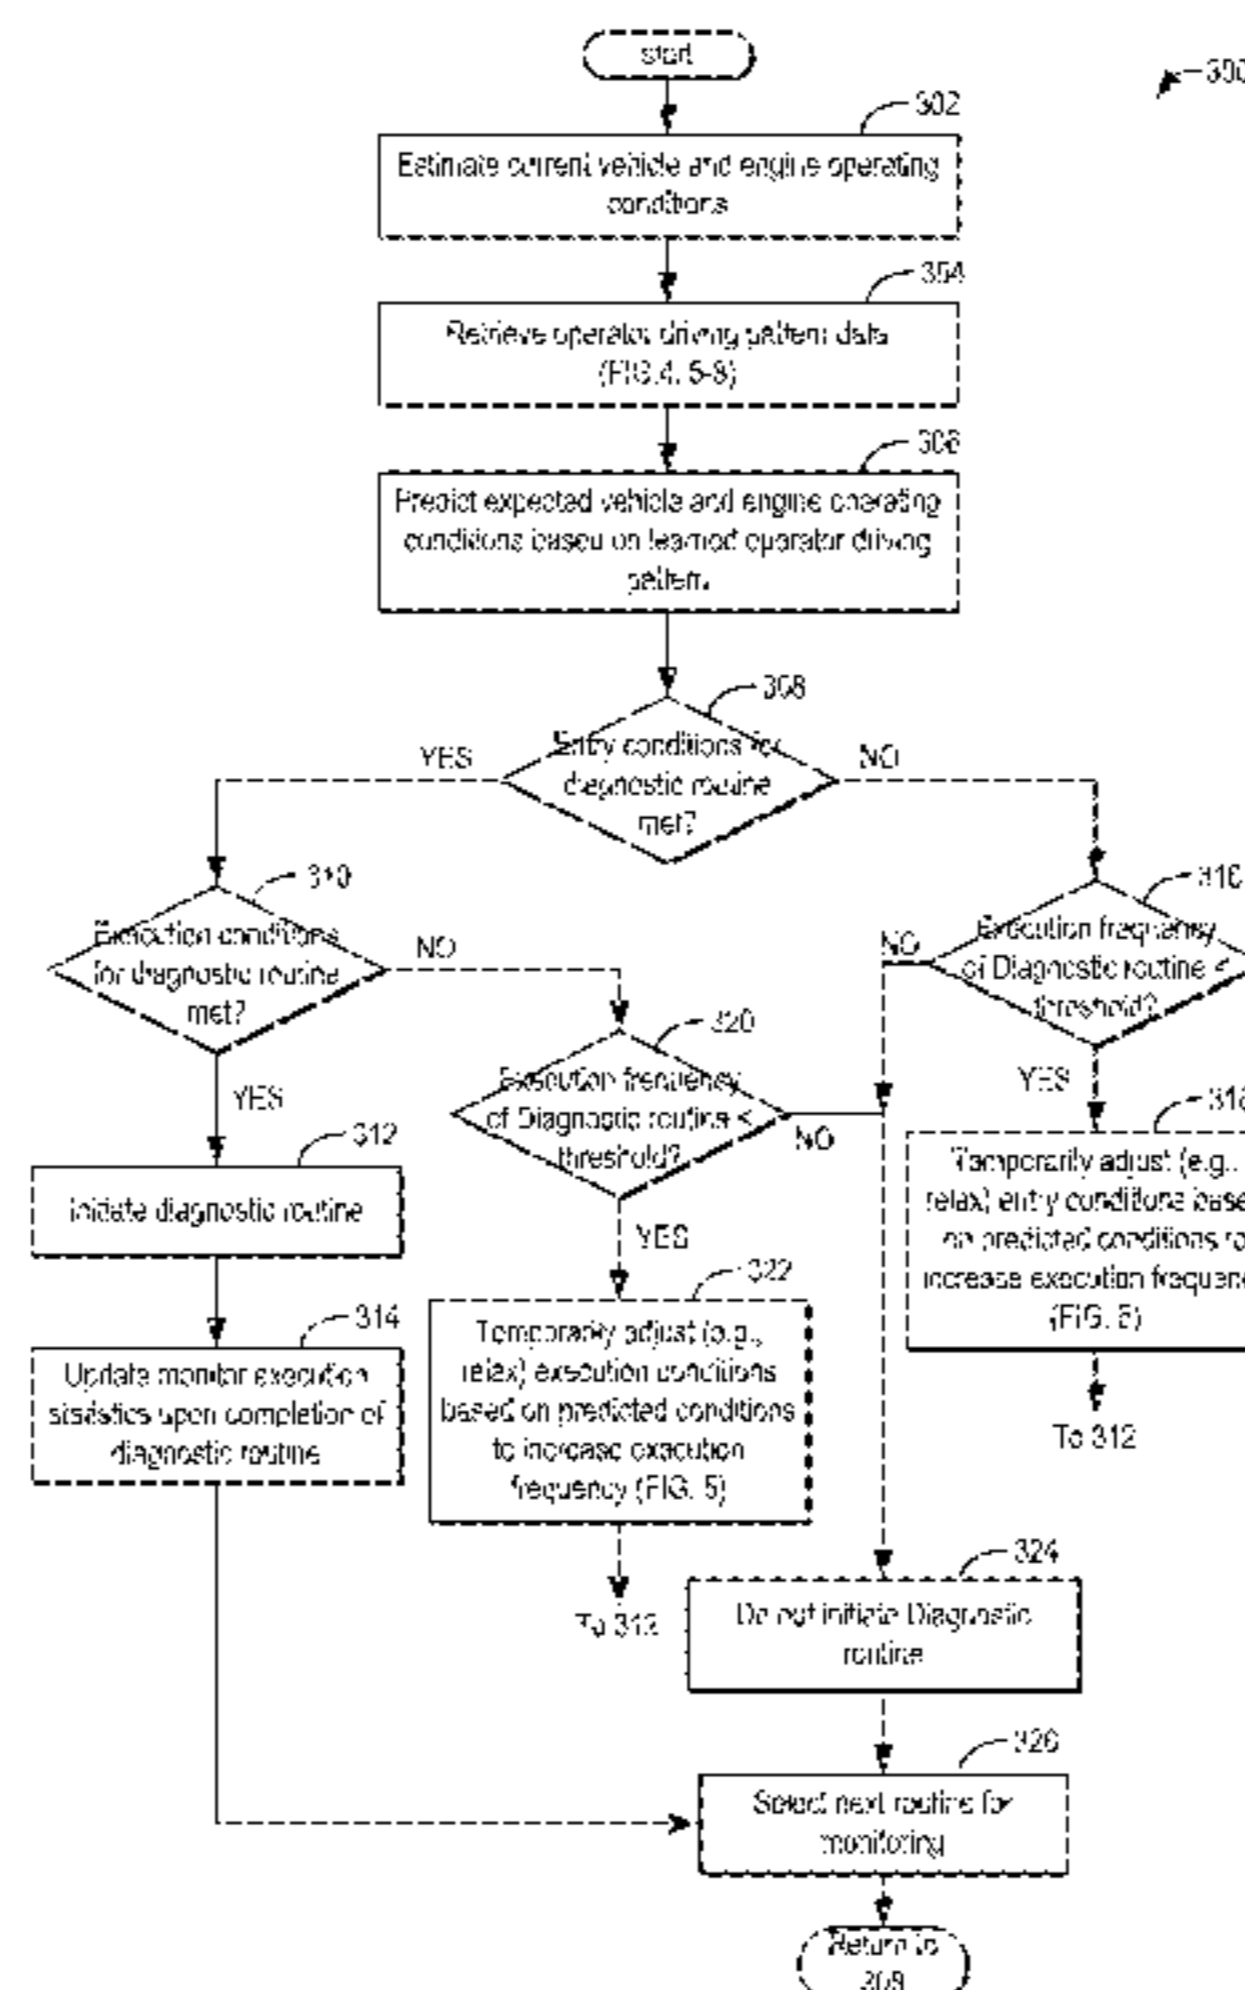 start
302
Estimate current vehicle and engine operating
conditions
304
Retrieve operator driving pattern data
(FIG.4, 5-8)
306
Predict expected vehicle and engine operating
conditions based on learned operator driving
pattern
308
Entry conditions for
diagnostic routine
met?
YES
NO
310
Execution conditions
for diagnostic routine
met?
NO
YES
316
Execution frequency
of Diagnostic routine <
threshold?
NO
YES
320
Execution frequency
of Diagnostic routine <
threshold?
NO
YES
312
Initiate diagnostic routine
314
Update monitor execution
statistics upon completion of
diagnostic routine
322
Temporarily adjust (e.g.,
relax) execution conditions
based on predicted conditions
to increase execution
frequency (FIG. 5)
To 312
Temporarily adjust (e.g.,
relax) entry conditions
on predicted conditions to
increase execution
(FIG. 6)
To 312
324
Do not initiate Diagnostic
routine
326
Select next routine for
monitoring
Return to
308